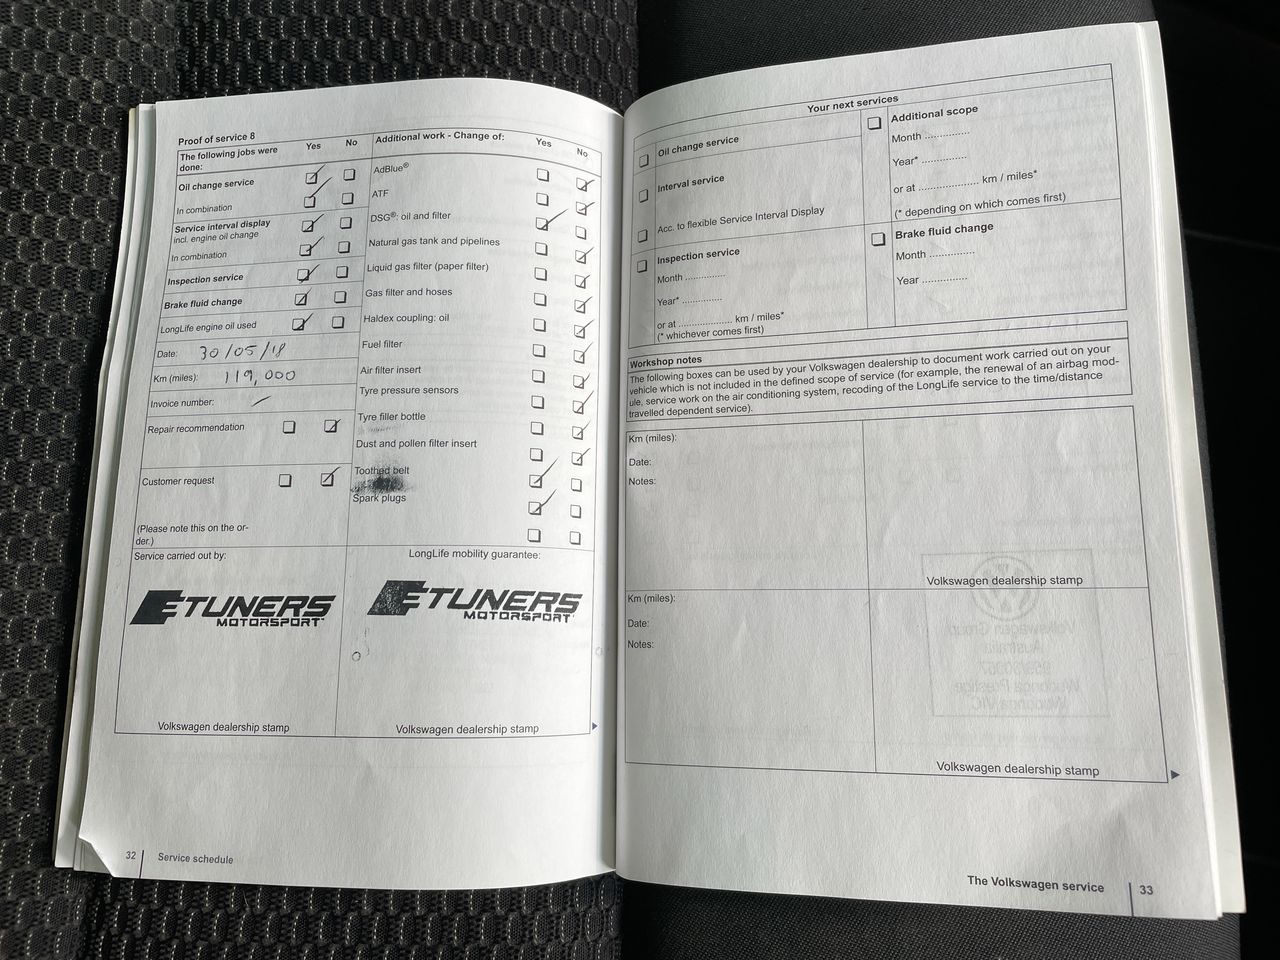 Proof of service 8
The following jobs were
done:
Yes
No
Oil change service
In combination
Service interval display
incl. engine oil change
In combination
Inspection service
Brake fluid change
LongLife engine oil used
Date: 30/05/18
Km (miles): 119,000
Invoice number: -
Repair recommendation
Customer request
(Please note this on the or-
der.)
Additional work - Change of:
Yes
No
AdBlue®
ATF
DSG®: oil and filter
Natural gas tank and pipelines
Liquid gas filter (paper filter)
Gas filter and hoses
Haldex coupling: oil
Fuel filter
Air filter insert
Tyre pressure sensors
Tyre filler bottle
Dust and pollen filter insert
Toothed belt
Spark plugs
Service carried out by:
ETUNERS
MOTORSPORT
Volkswagen dealership stamp
LongLife mobility guarantee:
ETUNERS
MOTORSPORT
Volkswagen dealership stamp
32
Service schedule
Your next services
Oil change service
Interval service
Acc. to flexible Service Interval Display
Inspection service
Month ...............
Year* ...............
or at .................... km / miles*
(* whichever comes first)
Additional scope
Month ...............
Year* ...............
or at .................... km / miles*
(* depending on which comes first)
Brake fluid change
Month ...............
Year ...............
Workshop notes
The following boxes can be used by your Volkswagen dealership to document work carried out on your
vehicle which is not included in the defined scope of service (for example, the renewal of an airbag mod-
ule, service work on the air conditioning system, recoding of the LongLife service to the time/distance
travelled dependent service).
Km (miles):
Date:
Notes:
Volkswagen dealership stamp
Km (miles):
Date:
Notes:
Volkswagen dealership stamp
The Volkswagen service
33